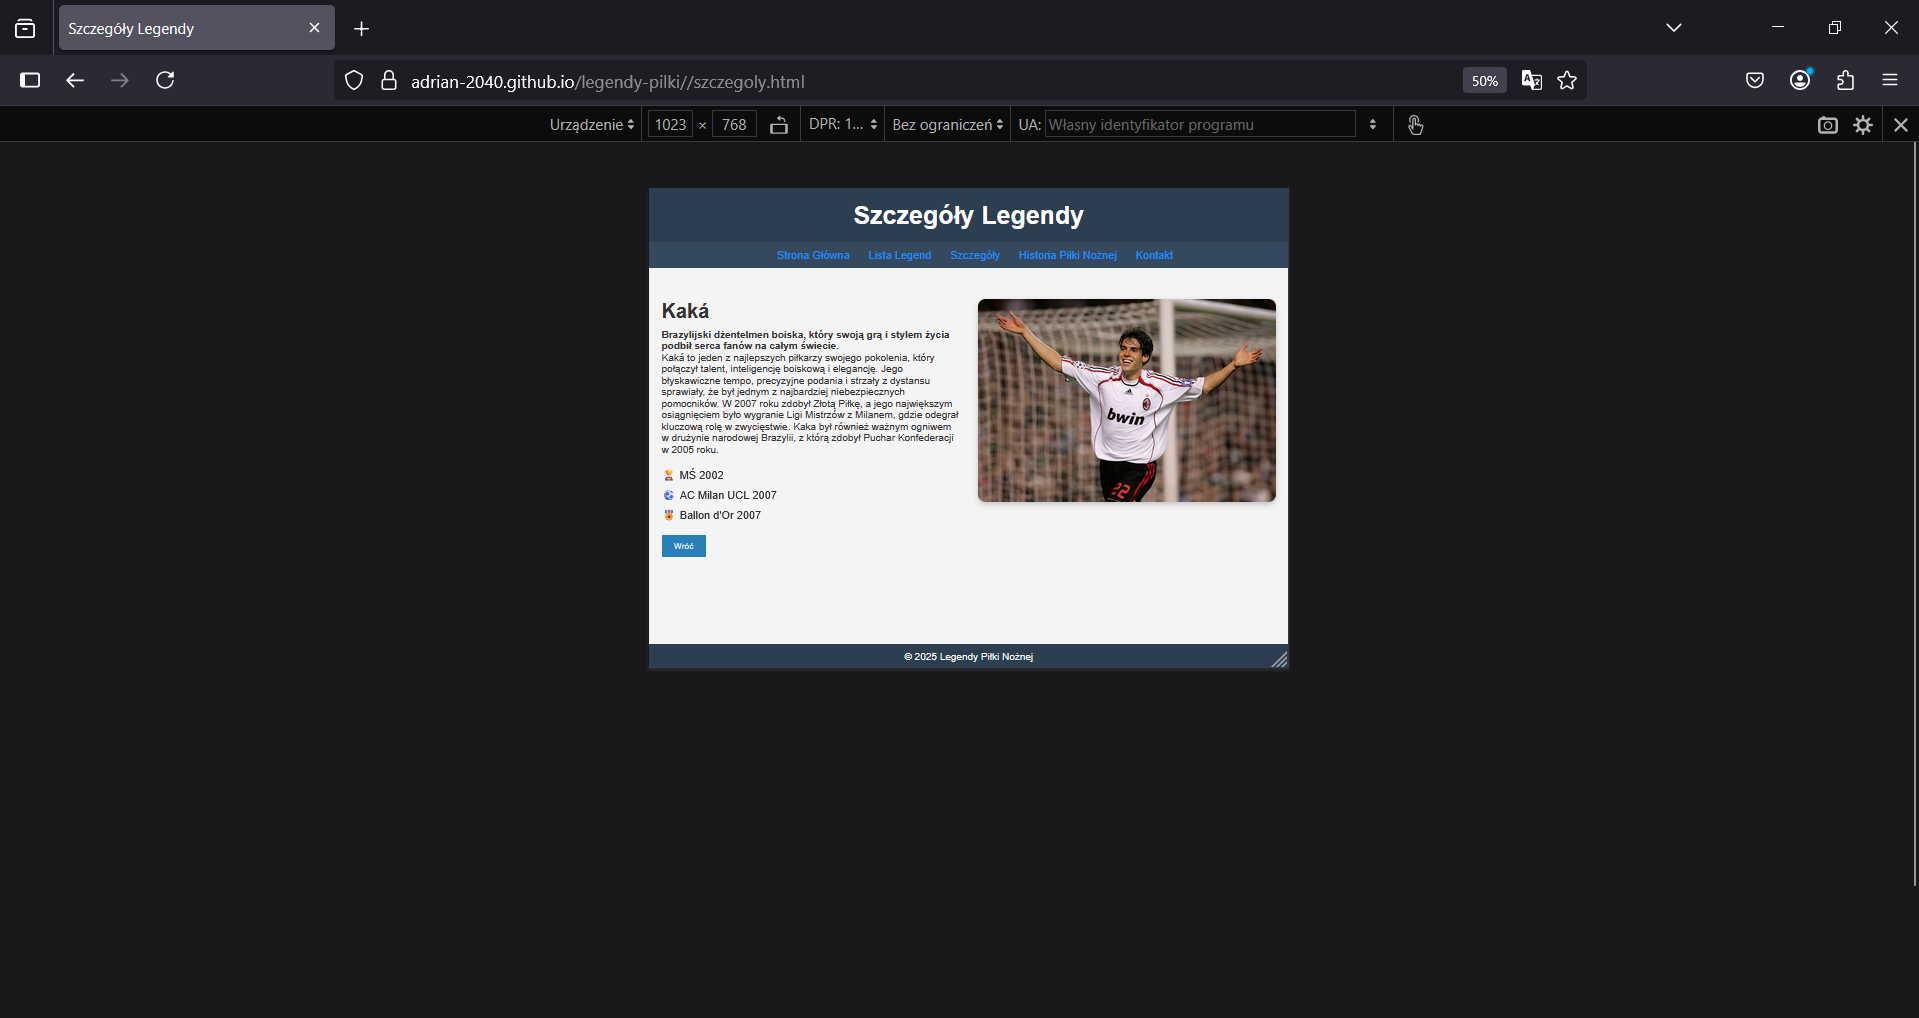 Szczegóły Legendy
adrian-2040.github.io/legendy-pilki//szczegoly.html
50%
Urządzenie 1023 × 768 DPR: 1... Bez ograniczeń UA: Własny identyfikator programu
Szczegóły Legendy
Strona Główna Lista Legend Szczegóły Historia Piłki Nożnej Kontakt
Kaká
Brazylijski dżentelmen boiska, który swoją grą i stylem życia
podbił serca fanów na całym świecie.
Kaká to jeden z najlepszych piłkarzy swojego pokolenia, który
połączył talent, inteligencję boiskową i elegancję. Jego
błyskawiczne tempo, precyzyjne podania i strzały z dystansu
sprawiały, że był jednym z najbardziej niebezpiecznych
pomocników. W 2007 roku zdobył Złotą Piłkę, a jego największym
osiągnięciem było wygranie Ligi Mistrzów z Milanem, gdzie odegrał
kluczową rolę w zwycięstwie. Kaka był również ważnym ogniwem
w drużynie narodowej Brazylii, z którą zdobył Puchar Konfederacji
w 2005 roku.
MŚ 2002
AC Milan UCL 2007
Ballon d'Or 2007
Wróć
bwin
22
© 2025 Legendy Piłki Nożnej